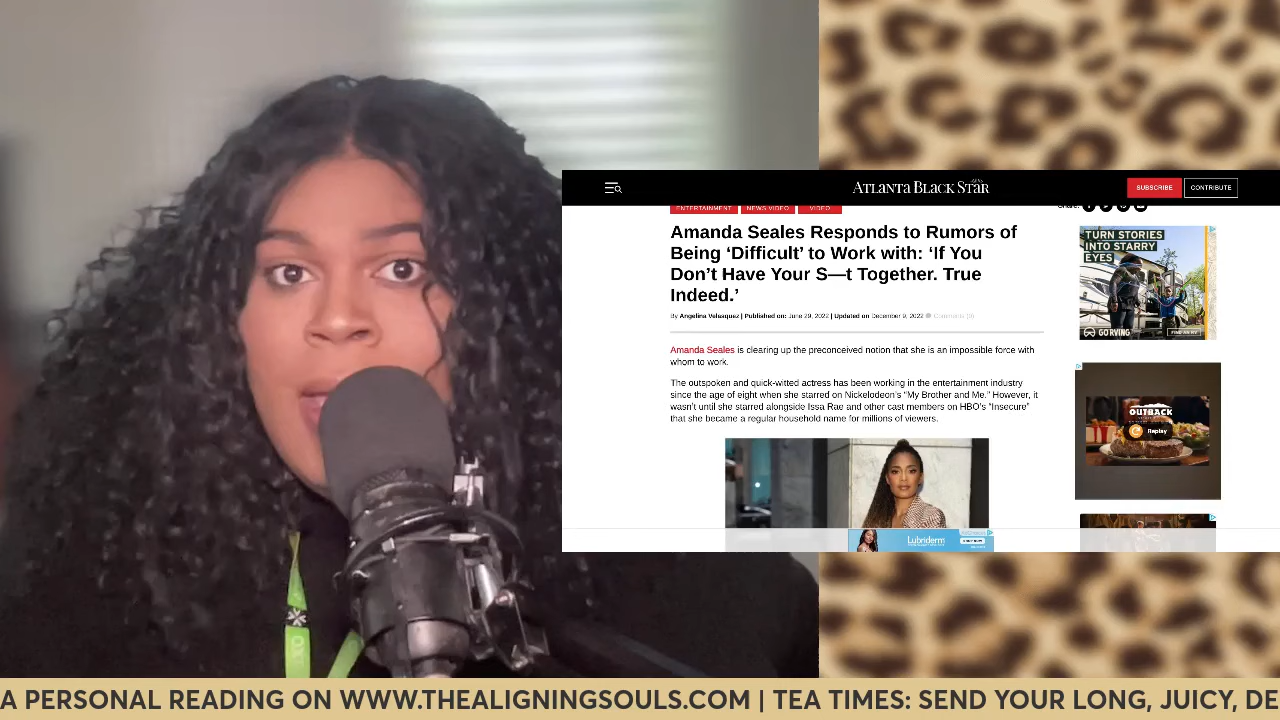 ATLANTA BLACK STAR
SUBSCRIBE
CONTRIBUTE
ENTERTAINMENT
NEWS VIDEO
VIDEO
Amanda Seales Responds to Rumors of
Being ‘Difficult’ to Work with: ‘If You
Don’t Have Your S—t Together. True
Indeed.’
By Angelina Velasquez | Published on: June 29, 2022 | Updated on December 9, 2022 Comments (0)
Amanda Seales is clearing up the preconceived notion that she is an impossible force with
whom to work.
The outspoken and quick-witted actress has been working in the entertainment industry
since the age of eight when she starred on Nickelodeon's “My Brother and Me.” However, it
wasn’t until she starred alongside Issa Rae and other cast members on HBO’s “Insecure”
that she became a regular household name for millions of viewers.
TURN STORIES
INTO STARRY
EYES
GO RVING
OUTBACK
Replay
Lubriderm
A PERSONAL READING ON WWW.THEALIGNINGSOULS.COM | TEA TIMES: SEND YOUR LONG, JUICY, DE